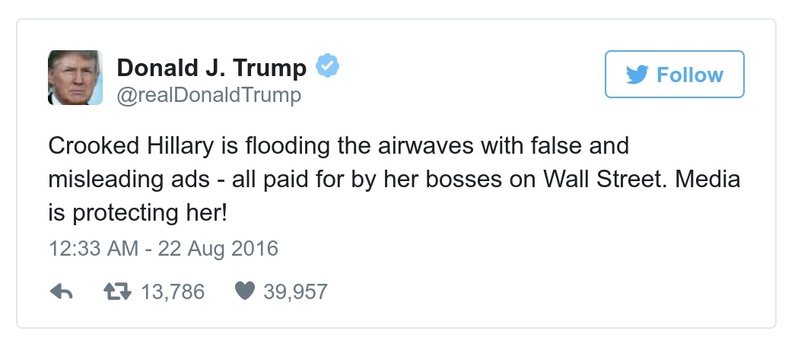 Donald J. Trump
@realDonaldTrump
Follow
Crooked Hillary is flooding the airwaves with false and
misleading ads - all paid for by her bosses on Wall Street. Media
is protecting her!
12:33 AM - 22 Aug 2016
13,786 39,957